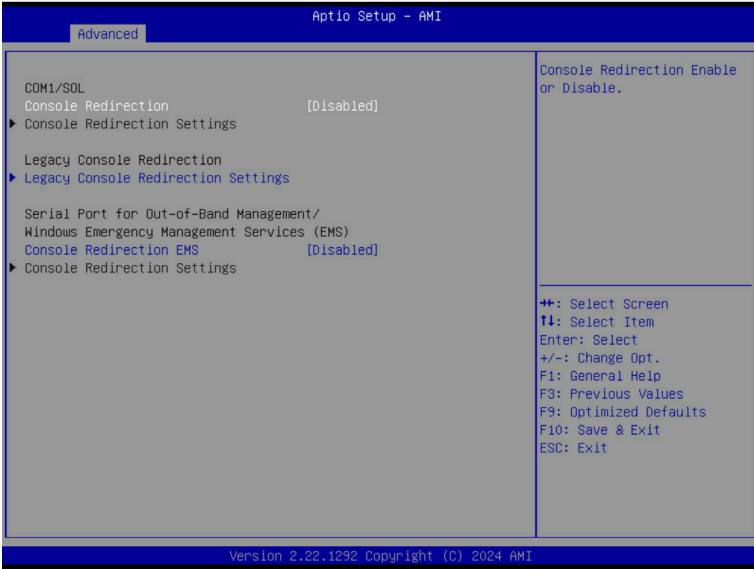 Aptio Setup – AMI
Advanced
COM1/SOL
Console Redirection [Disabled]
▶ Console Redirection Settings
Legacy Console Redirection
▶ Legacy Console Redirection Settings
Serial Port for Out-of-Band Management/
Windows Emergency Management Services (EMS)
Console Redirection EMS [Disabled]
▶ Console Redirection Settings
Console Redirection Enable
or Disable.
→←: Select Screen
↑↓: Select Item
Enter: Select
+/-: Change Opt.
F1: General Help
F3: Previous Values
F9: Optimized Defaults
F10: Save & Exit
ESC: Exit
Version 2.22.1292 Copyright (C) 2024 AMI